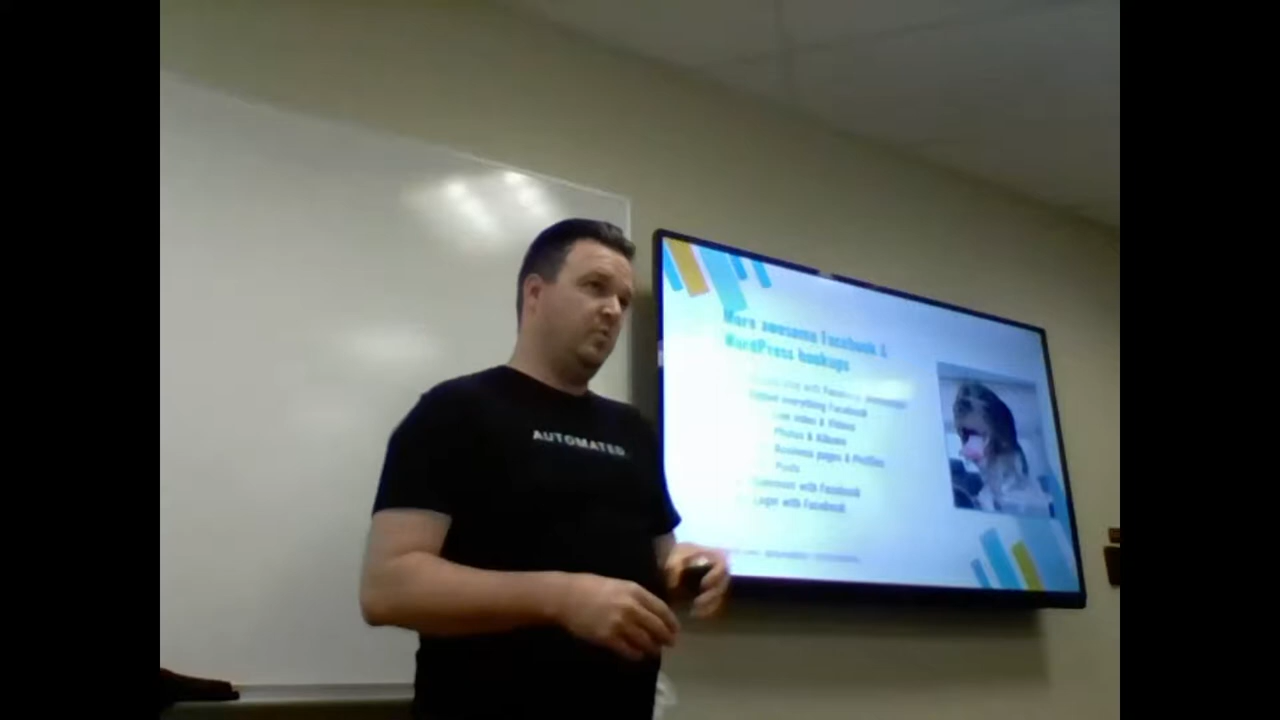 AUTOMATED
More awesome Facebook &
WordPress hookups
with
everything Facebook
Live video & Videos
Photos & Albums
Business pages & Profiles
Posts
Comment with Facebook
Login with Facebook